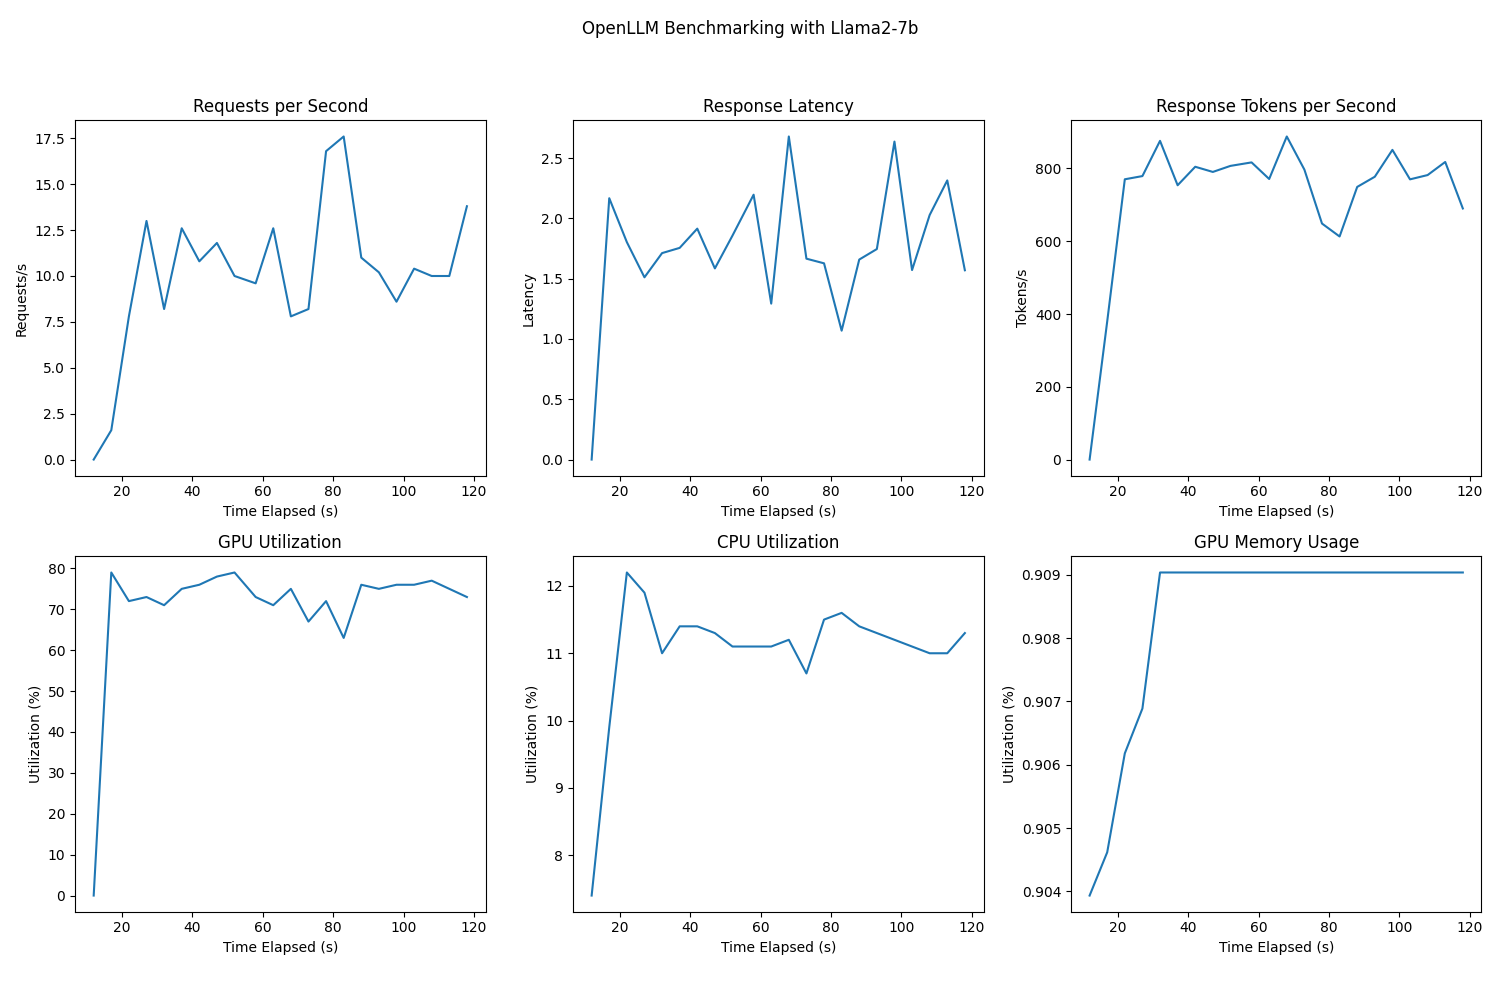 OpenLLM Benchmarking with Llama2-7b
Requests per Second
Requests/s
17.5
15.0
12.5
10.0
7.5
5.0
2.5
0.0
20 40 60 80 100 120
Time Elapsed (s)
Response Latency
Latency
2.5
2.0
1.5
1.0
0.5
0.0
20 40 60 80 100 120
Time Elapsed (s)
Response Tokens per Second
Tokens/s
800
600
400
200
0
20 40 60 80 100 120
Time Elapsed (s)
GPU Utilization
Utilization (%)
80
70
60
50
40
30
20
10
0
20 40 60 80 100 120
Time Elapsed (s)
CPU Utilization
Utilization (%)
12
11
10
9
8
20 40 60 80 100 120
Time Elapsed (s)
GPU Memory Usage
Utilization (%)
0.909
0.908
0.907
0.906
0.905
0.904
20 40 60 80 100 120
Time Elapsed (s)